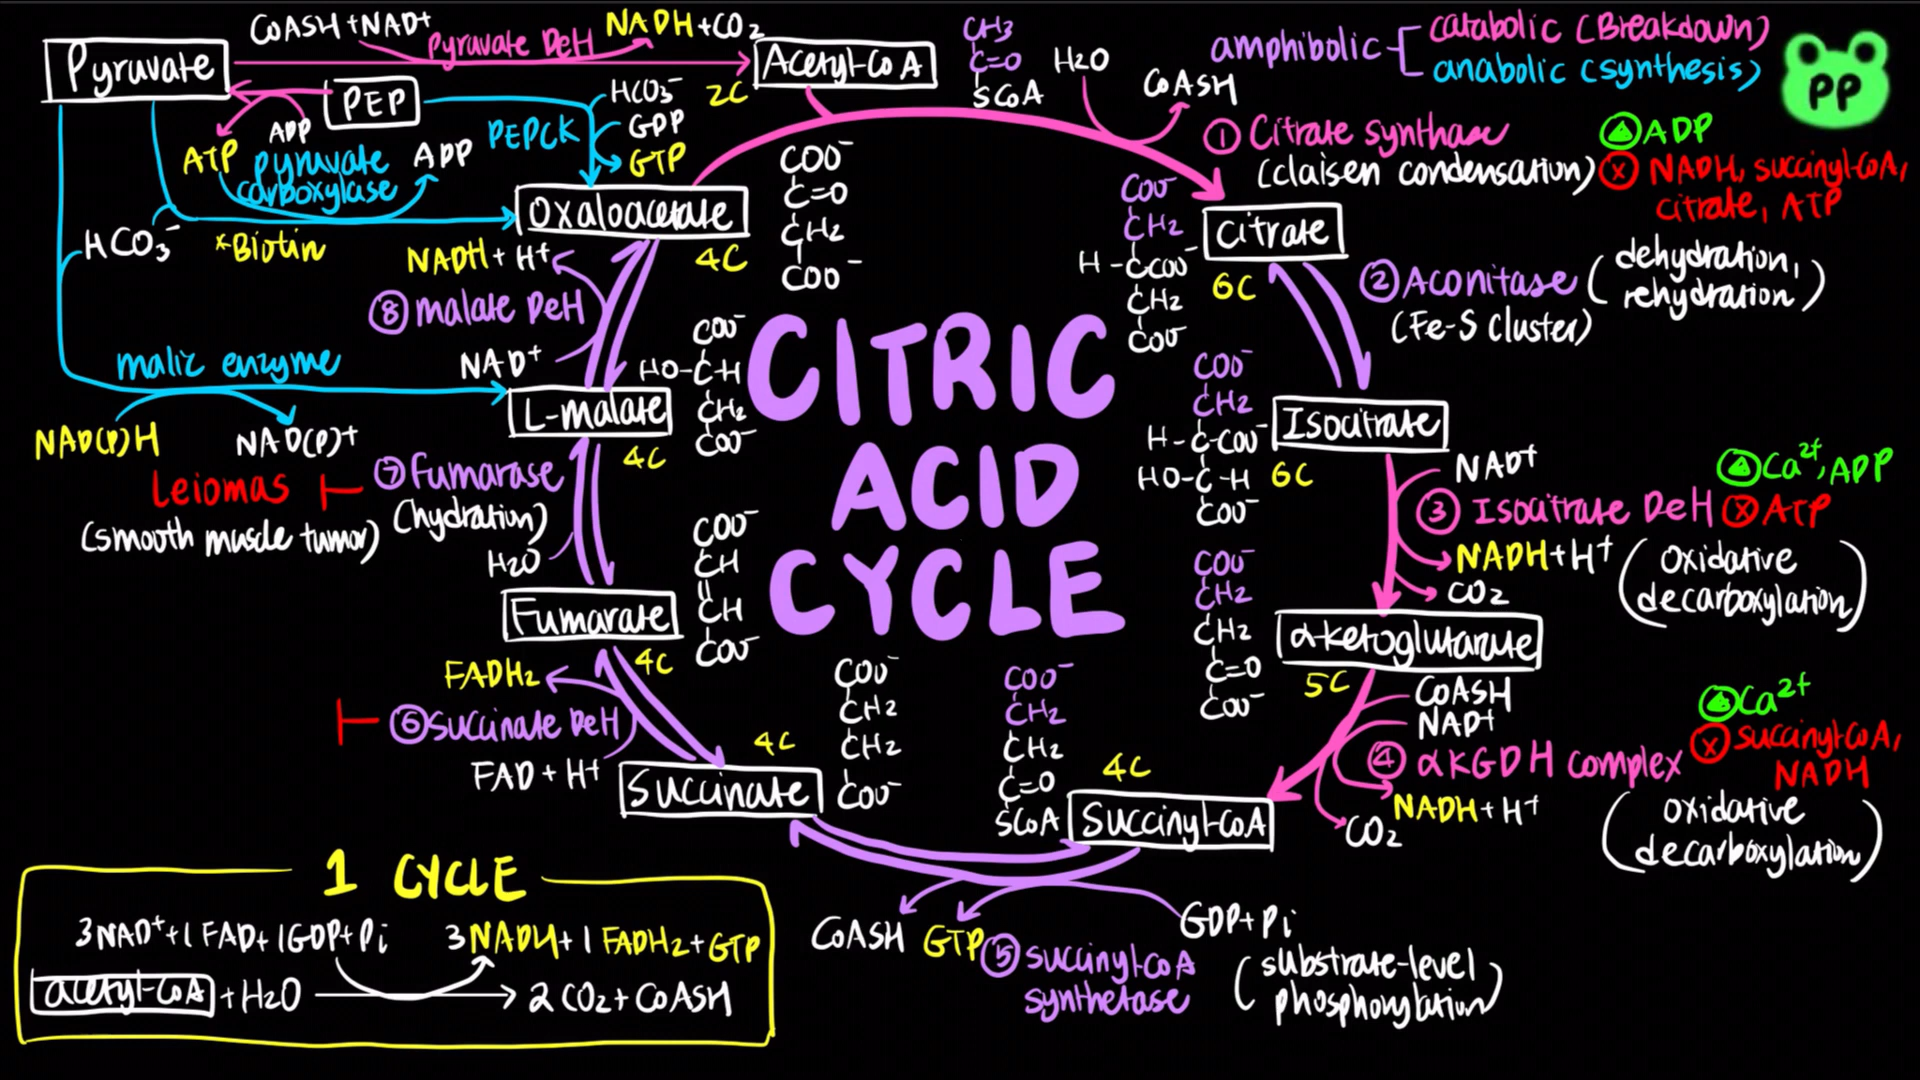 CoASH + NAD⁺
NADH + CO₂
Pyruvate DeH
Pyruvate
Acetyl-CoA
2C
CH3
C=O
SCoA
H₂O
CoASH
amphibolic
catabolic (Breakdown)
anabolic (synthesis)
PP
PEP
ADP
ATP
HCO₃⁻
GDP
GTP
PEPCK
pyruvate
carboxylase
ADP
HCO₃⁻
*Biotin
Oxaloacetate
4C
COO⁻
C=O
CH₂
COO⁻
① Citrate synthase
(claisen condensation)
ADP
ⓧ NADH, succinyl-CoA,
citrate, ATP
Citrate
6C
COO⁻
CH₂
H-C-COO⁻
CH₂
COO⁻
② Aconitase
(Fe-S cluster)
(dehydration,
rehydration)
Isocitrate
6C
COO⁻
CH₂
H-C-COO⁻
HO-C-H
COO⁻
NAD⁺
③ Isocitrate DeH
NADH + H⁺
CO₂
Ca²⁺, ADP
ⓧ ATP
(oxidative
decarboxylation)
α-ketoglutarate
5C
COO⁻
CH₂
CH₂
C=O
COO⁻
CoASH
NAD⁺
④ αKGDH complex
NADH + H⁺
CO₂
Ca²⁺
ⓧ succinyl-CoA,
NADH
(oxidative
decarboxylation)
Succinyl-CoA
4C
COO⁻
CH₂
CH₂
C=O
SCoA
GDP + Pi
CoASH
GTP
⑤ succinyl-CoA
synthetase
(substrate-level
phosphorylation)
Succinate
4C
COO⁻
CH₂
CH₂
COO⁻
FADH₂
⑥ succinate DeH
FAD + H⁺
Fumarate
4C
COO⁻
CH
CH
COO⁻
Leiomas
(smooth muscle tumor)
⑦ Fumarase
(hydration)
H₂O
L-malate
4C
COO⁻
HO-C-H
CH₂
COO⁻
NADH + H⁺
⑧ malate DeH
NAD⁺
malic enzyme
NAD(P)H
NAD(P)⁺
CITRIC
ACID
CYCLE
1 CYCLE
3NAD⁺ + 1 FAD + 1GDP + Pi
3NADH + 1 FADH₂ + GTP
acetyl-CoA + H₂O
2 CO₂ + CoASH